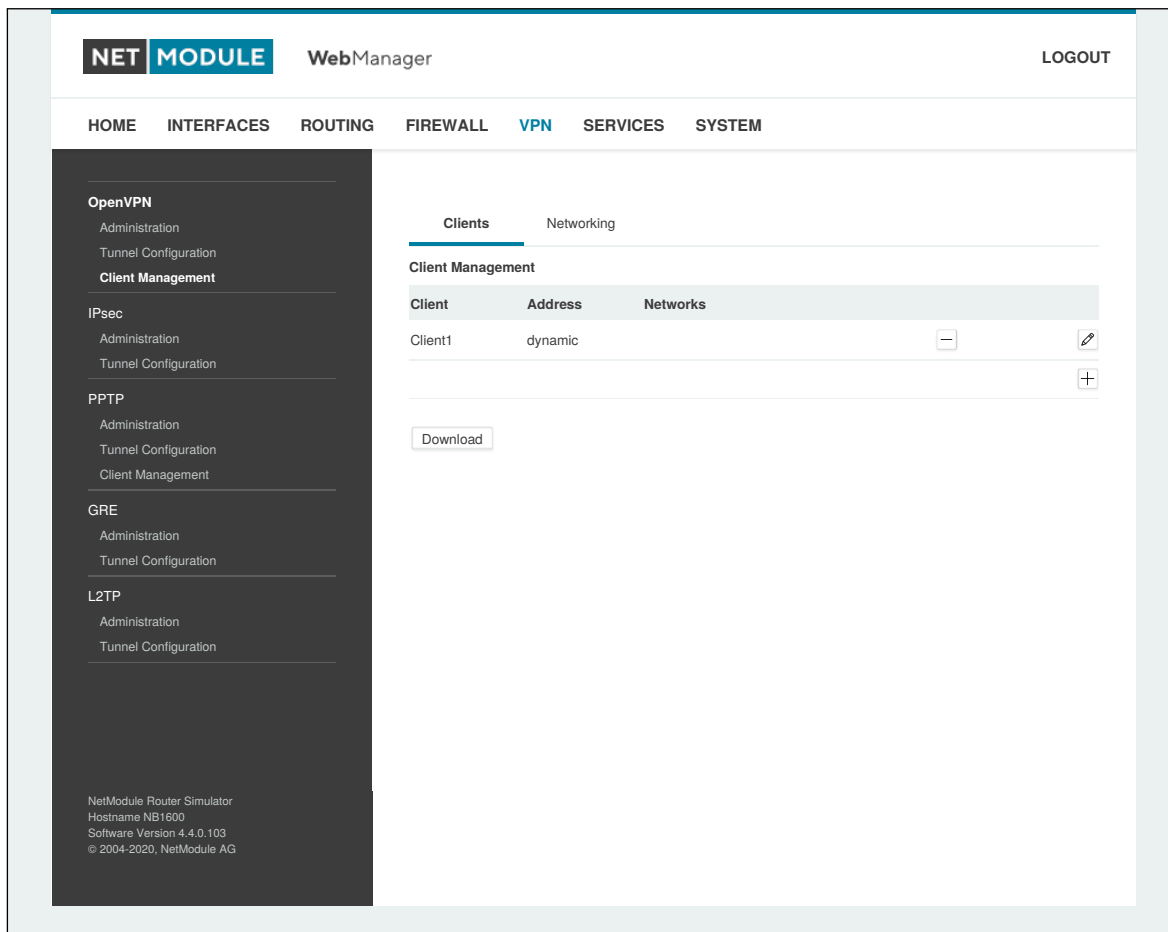 NET MODULE WebManager LOGOUT
HOME INTERFACES ROUTING FIREWALL VPN SERVICES SYSTEM
OpenVPN
Administration
Tunnel Configuration
Client Management
IPsec
Administration
Tunnel Configuration
PPTP
Administration
Tunnel Configuration
Client Management
GRE
Administration
Tunnel Configuration
L2TP
Administration
Tunnel Configuration
NetModule Router Simulator
Hostname NB1600
Software Version 4.4.0.103
© 2004-2020, NetModule AG
Clients Networking
Client Management
Client Address Networks
Client1 dynamic
Download